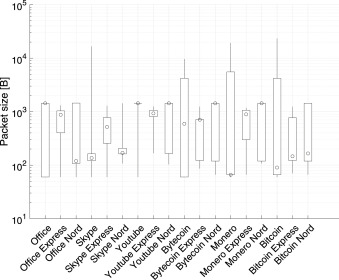 10^5
10^4
10^3
10^2
10^1
Packet size [B]
Office
Office Express
Office Nord
Skype
Skype Express
Skype Nord
Youtube
Youtube Express
Youtube Nord
Bytecoin
Bytecoin Express
Bytecoin Nord
Monero
Monero Express
Monero Nord
Bitcoin
Bitcoin Express
Bitcoin Nord